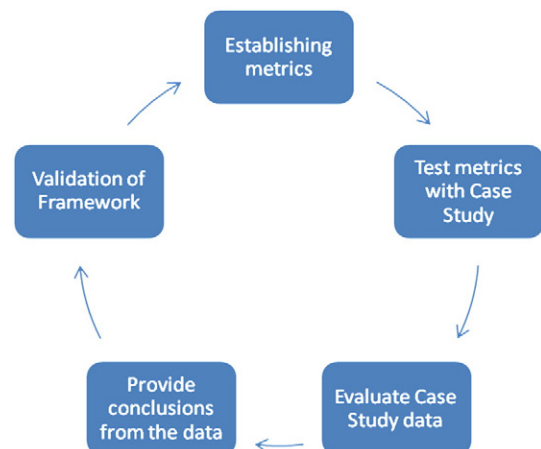 Establishing
metrics
Test metrics
with Case
Study
Evaluate Case
Study data
Provide
conclusions
from the data
Validation of
Framework